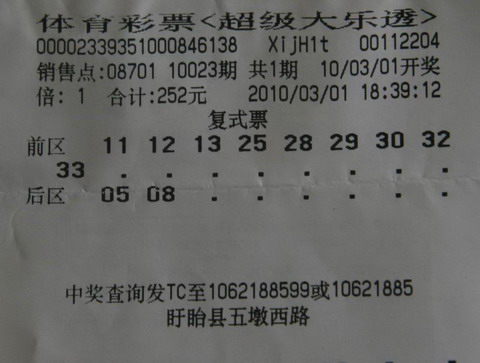 体育彩票<超级大乐透>
000023393510000846138 XijH1t 00112204
销售点:08701 10023期 共1期 10/03/01开奖
倍: 1 合计:252元 2010/03/01 18:39:12
复式票
前区 11 12 13 25 28 29 30 32
33 . . . . . . .
后区 05 08 . . . . . .
中奖查询发TC至1062188599或10621885
盱眙县五墩西路